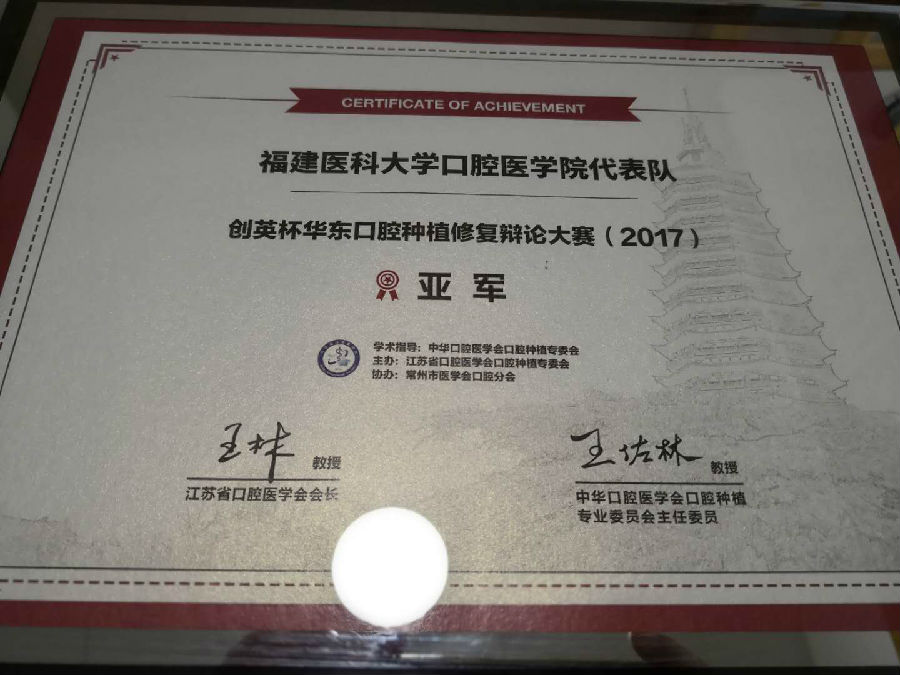 CERTIFICATE OF ACHIEVEMENT
福建医科大学口腔医学院代表队
创英杯华东口腔种植修复辩论大赛（2017）
亚军
学术指导：中华口腔医学会口腔种植专委会
主办：江苏省口腔医学会口腔种植专委会
协办：常州市医学会口腔分会
王林 教授
江苏省口腔医学会会长
王佐林 教授
中华口腔医学会口腔种植
专业委员会主任委员